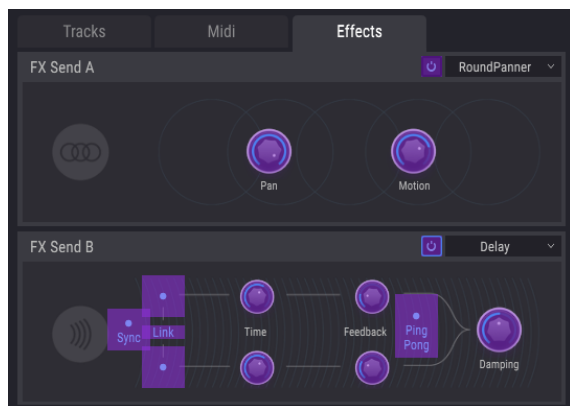 Tracks Midi Effects
FX Send A RoundPanner
Pan Motion
FX Send B Delay
Sync Link Time Feedback Ping
Pong
Damping